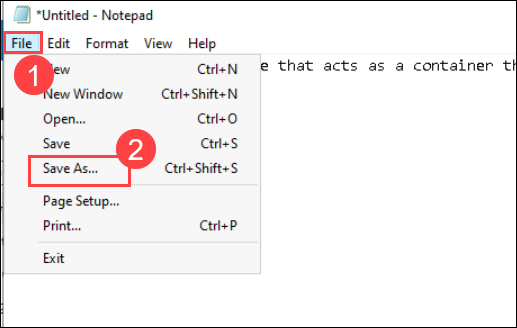 *Untitled - Notepad
File Edit Format View Help
1
Ctrl+N
e that acts as a container th
New Window Ctrl+Shift+N
Open... Ctrl+O
2
Save Ctrl+S
Save As... Ctrl+Shift+S
Page Setup...
Print... Ctrl+P
Exit